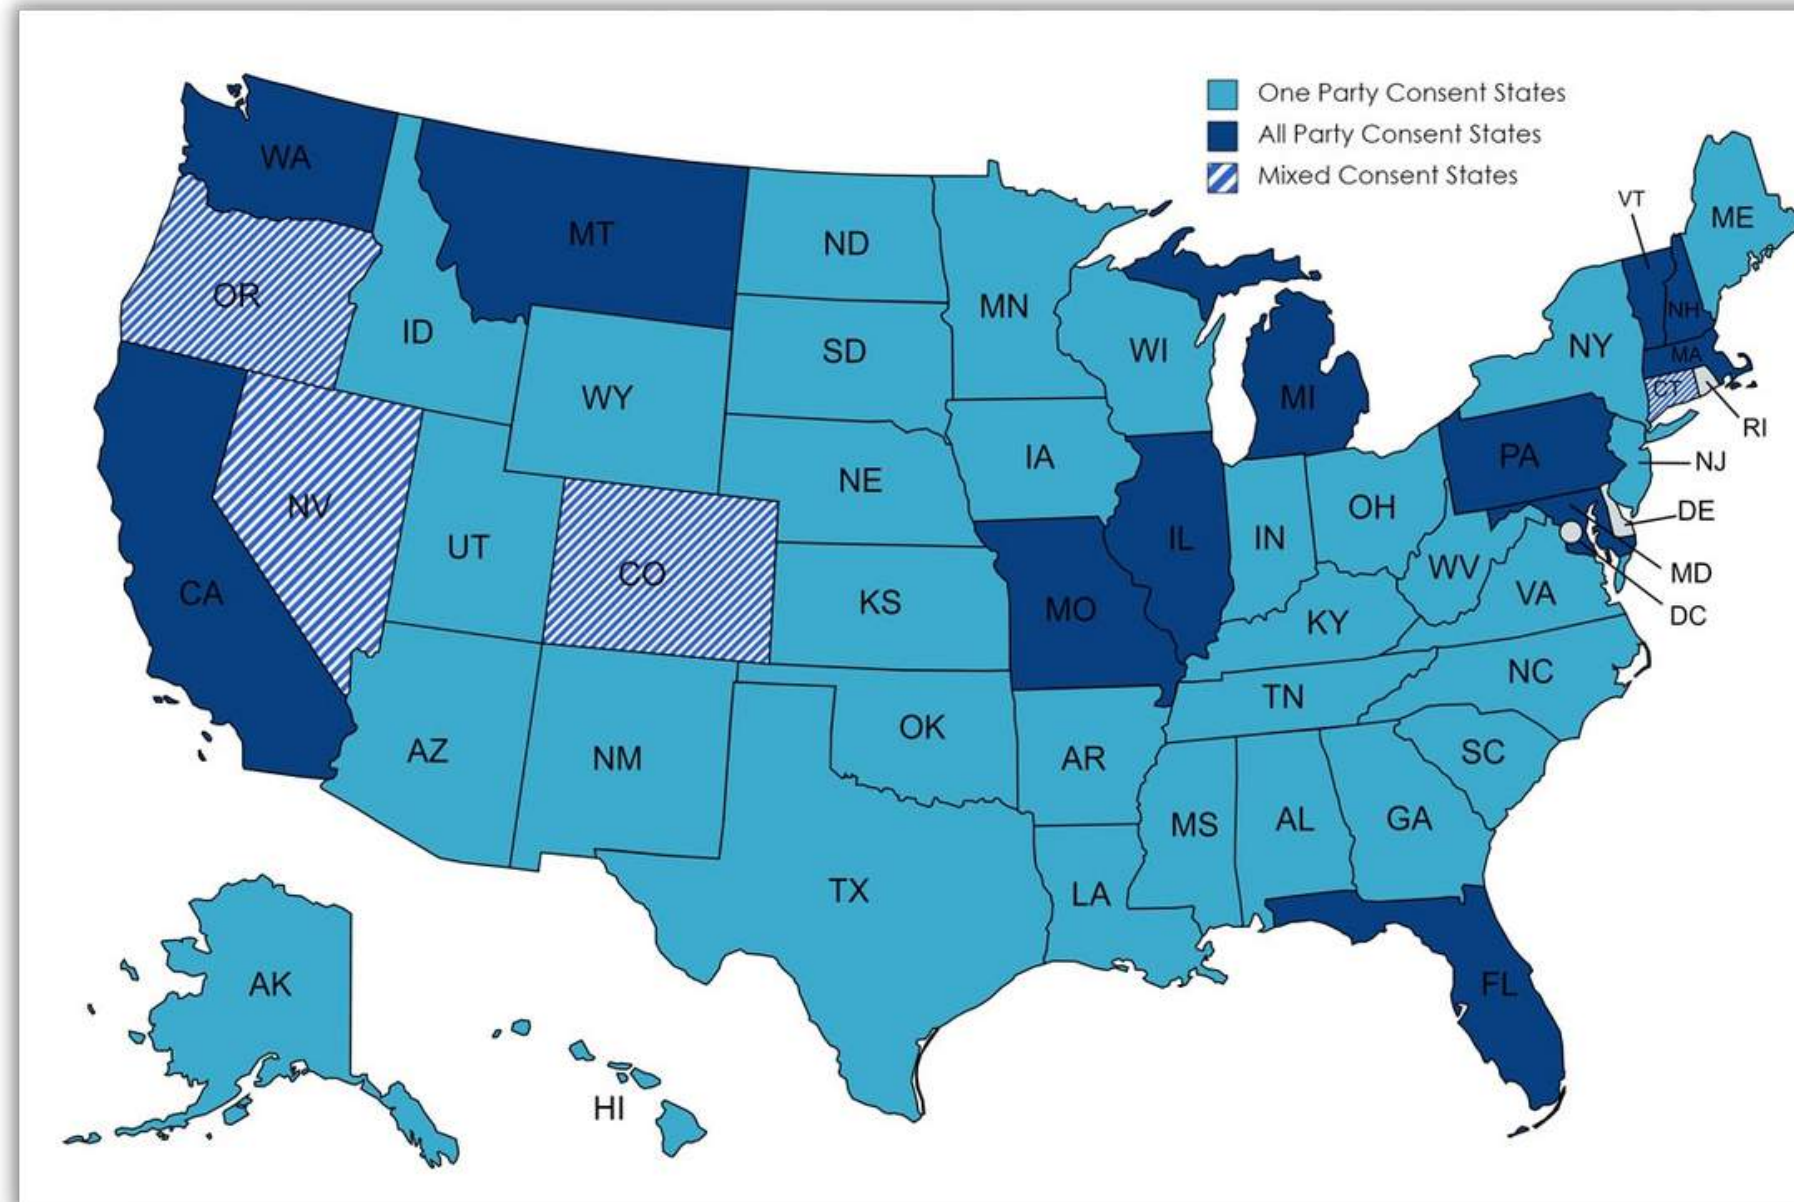 One Party Consent States
All Party Consent States
Mixed Consent States
WA
MT
ND
MN
VT
ME
OR
ID
SD
WI
NH
NY
MA
WY
MI
CT
RI
IA
PA
NJ
NE
NV
OH
DE
UT
IL
IN
CO
WV
MD
CA
KS
MO
KY
VA
DC
NC
TN
OK
AZ
NM
AR
SC
MS
AL
GA
TX
LA
AK
FL
HI